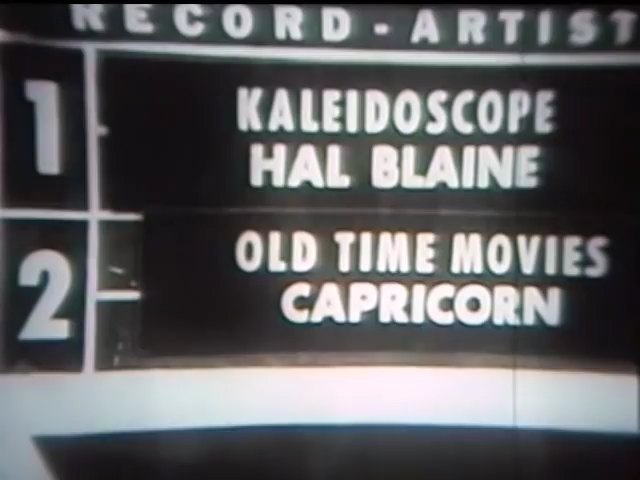 RECORD - ARTIST
1
KALEIDOSCOPE
HAL BLAINE
2
OLD TIME MOVIES
CAPRICORN